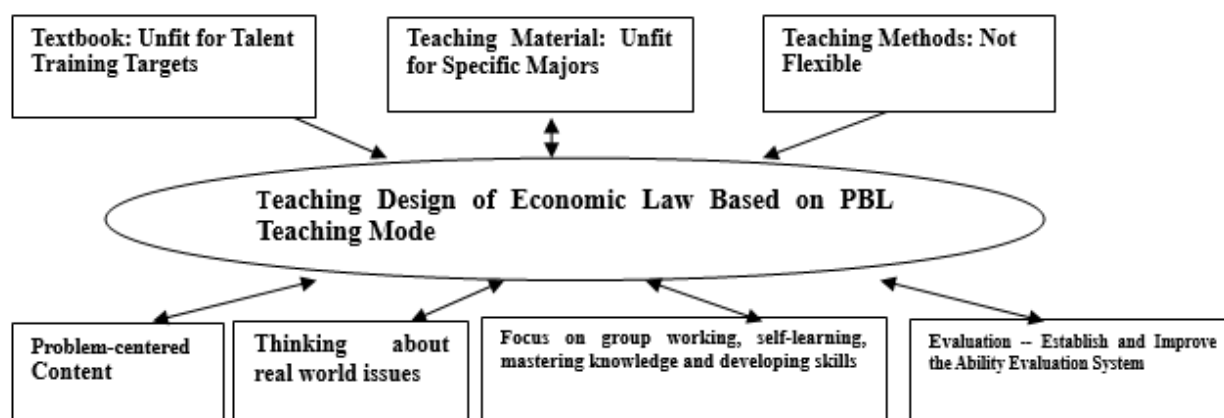 Textbook: Unfit for Talent
Training Targets
Teaching Material: Unfit
for Specific Majors
Teaching Methods: Not
Flexible
Teaching Design of Economic Law Based on PBL
Teaching Mode
Problem-centered
Content
Thinking about
real world issues
Focus on group working, self-learning,
mastering knowledge and developing skills
Evaluation -- Establish and Improve
the Ability Evaluation System